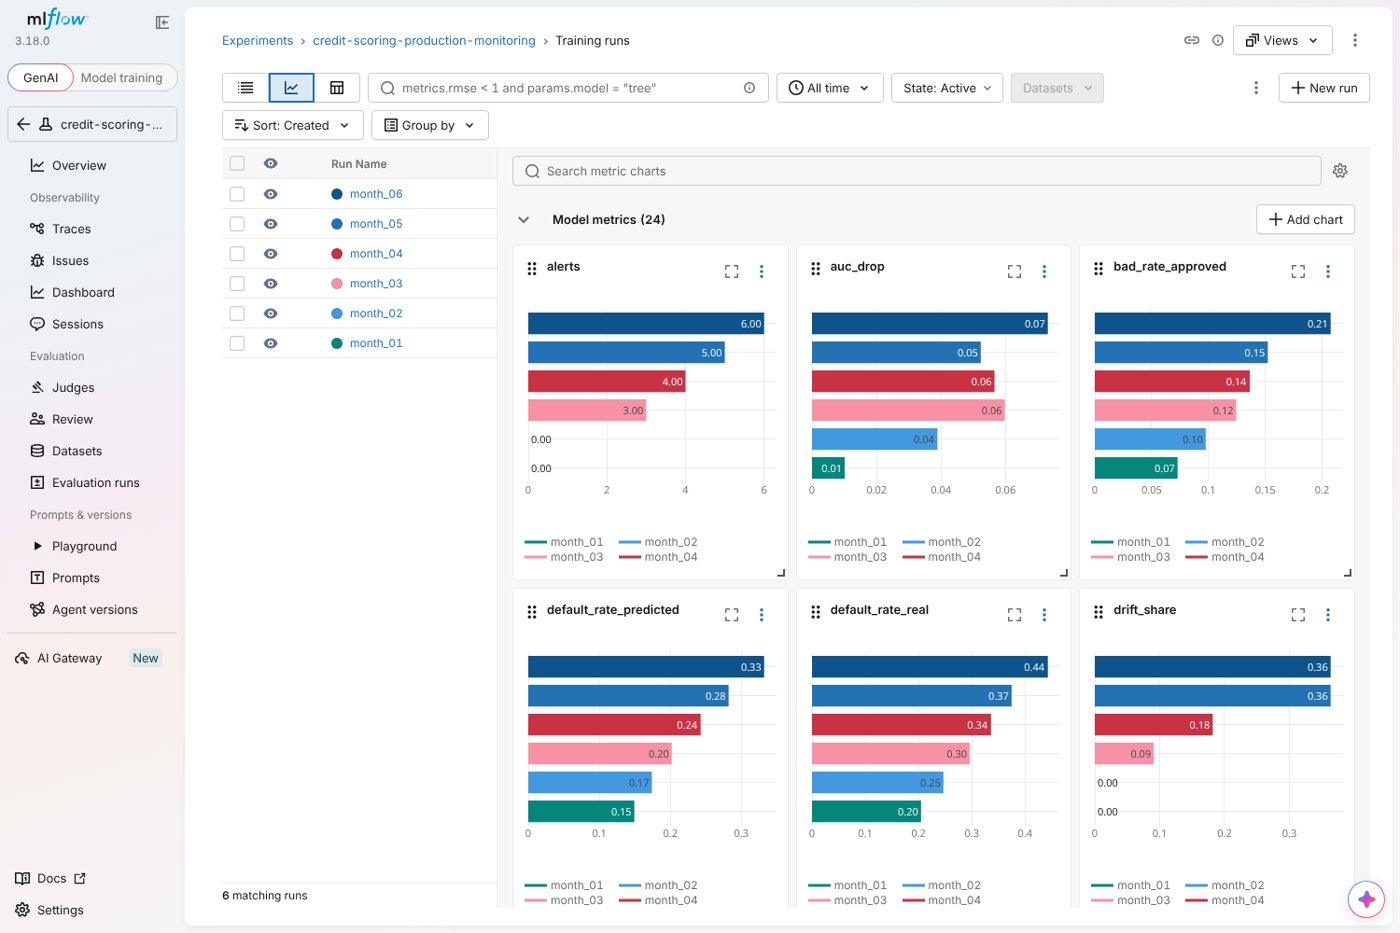 mlflow
3.18.0
GenAI
Model training
credit-scoring-...
Overview
Observability
Traces
Issues
Dashboard
Sessions
Evaluation
Judges
Review
Datasets
Evaluation runs
Prompts & versions
Playground
Prompts
Agent versions
AI Gateway New
Docs
Settings
Experiments › credit-scoring-production-monitoring › Training runs
Views
metrics.rmse < 1 and params.model = "tree"
All time
State: Active
Datasets
New run
Sort: Created
Group by
Run Name
month_06
month_05
month_04
month_03
month_02
month_01
6 matching runs
Search metric charts
Model metrics (24)
Add chart
alerts
6.00
5.00
4.00
3.00
0.00
0.00
0 2 4 6
month_01 month_02
month_03 month_04
auc_drop
0.07
0.05
0.06
0.06
0.04
0.01
0 0.02 0.04 0.06
month_01 month_02
month_03 month_04
bad_rate_approved
0.21
0.15
0.14
0.12
0.10
0.07
0 0.05 0.1 0.15 0.2
month_01 month_02
month_03 month_04
default_rate_predicted
0.33
0.28
0.24
0.20
0.17
0.15
0 0.1 0.2 0.3
month_01 month_02
month_03 month_04
default_rate_real
0.44
0.37
0.34
0.30
0.25
0.20
0 0.1 0.2 0.3 0.4
month_01 month_02
month_03 month_04
drift_share
0.36
0.36
0.18
0.09
0.00
0.00
0 0.1 0.2 0.3
month_01 month_02
month_03 month_04